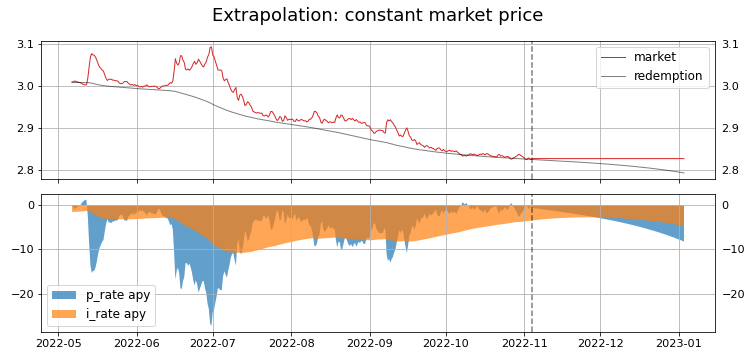 Extrapolation: constant market price
3.1 3.1
3.0 3.0
2.9 2.9
2.8 2.8
market
redemption
0 0
−10 −10
−20 −20
p_rate apy
i_rate apy
2022-05 2022-06 2022-07 2022-08 2022-09 2022-10 2022-11 2022-12 2023-01